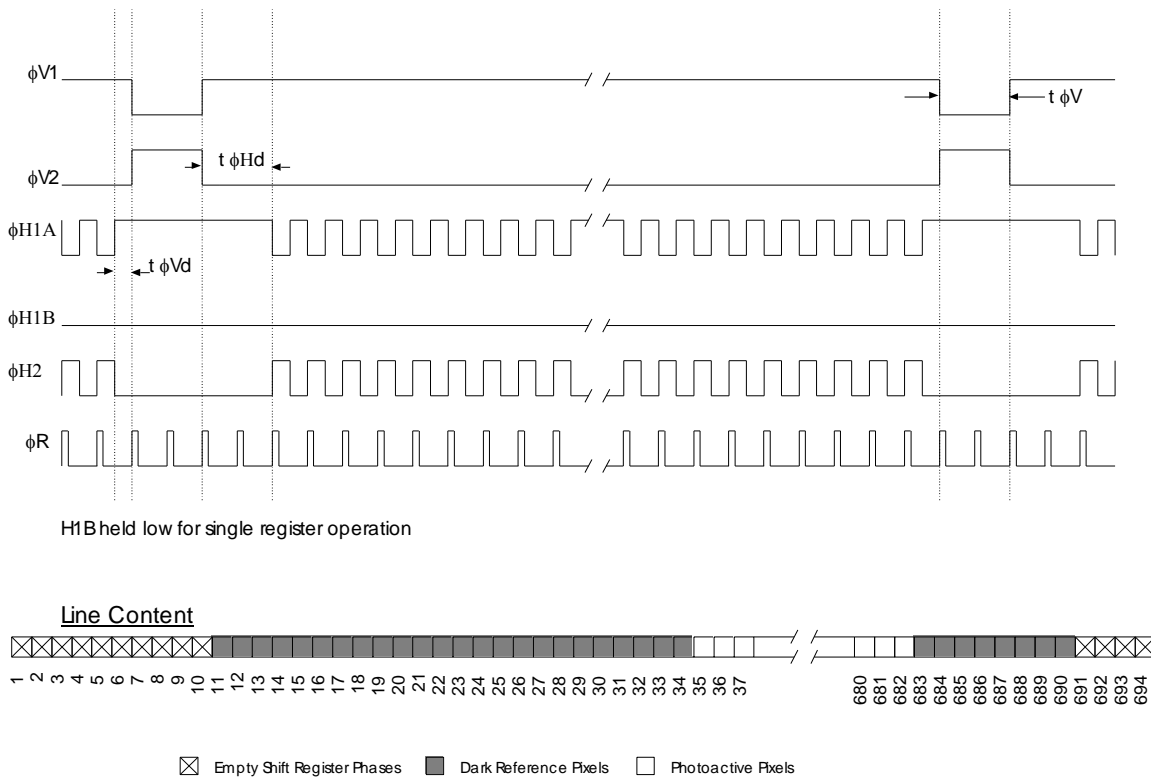 ϕV1
t ϕV
t ϕHd
ϕV2
ϕH1A
t ϕVd
ϕH1B
ϕH2
ϕR
H1B held low for single register operation
Line Content
1 2 3 4 5 6 7 8 9 10 11 12 13 14 15 16 17 18 19 20 21 22 23 24 25 26 27 28 29 30 31 32 33 34 35 36 37 680 681 682 683 684 685 686 687 688 689 690 691 692 693 694
Empty Shift Register Phases Dark Reference Pixels Photoactive Pixels